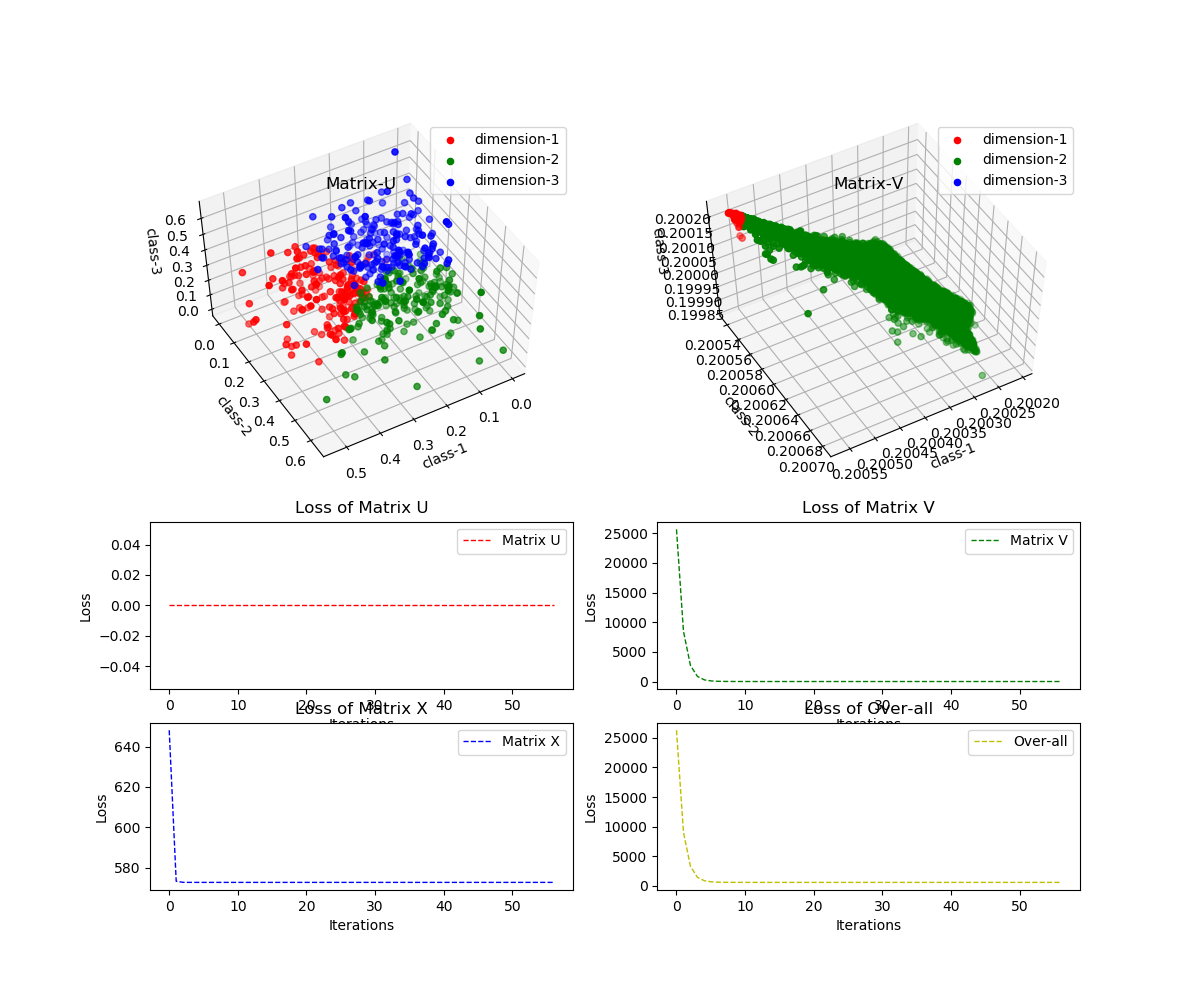 Matrix-U
dimension-1
dimension-2
dimension-3
class-3
0.6
0.5
0.4
0.3
0.2
0.1
0.0
class-2
0.0
0.1
0.2
0.3
0.4
0.5
0.6
class-1
0.5
0.4
0.3
0.2
0.1
0.0
Matrix-V
dimension-1
dimension-2
dimension-3
class-3
0.20020
0.20015
0.20010
0.20005
0.20000
0.19995
0.19990
0.19985
class-2
0.20054
0.20056
0.20058
0.20060
0.20062
0.20064
0.20066
0.20068
0.20070
class-1
0.20055
0.20050
0.20045
0.20040
0.20035
0.20030
0.20025
0.20020
Loss of Matrix U
Matrix U
Loss
0.04
0.02
0.00
−0.02
−0.04
0 10 20 30 40 50
Iterations
Loss of Matrix V
Matrix V
Loss
25000
20000
15000
10000
5000
0
0 10 20 30 40 50
Iterations
Loss of Matrix X
Matrix X
Loss
640
620
600
580
0 10 20 30 40 50
Iterations
Loss of Over-all
Over-all
Loss
25000
20000
15000
10000
5000
0
0 10 20 30 40 50
Iterations